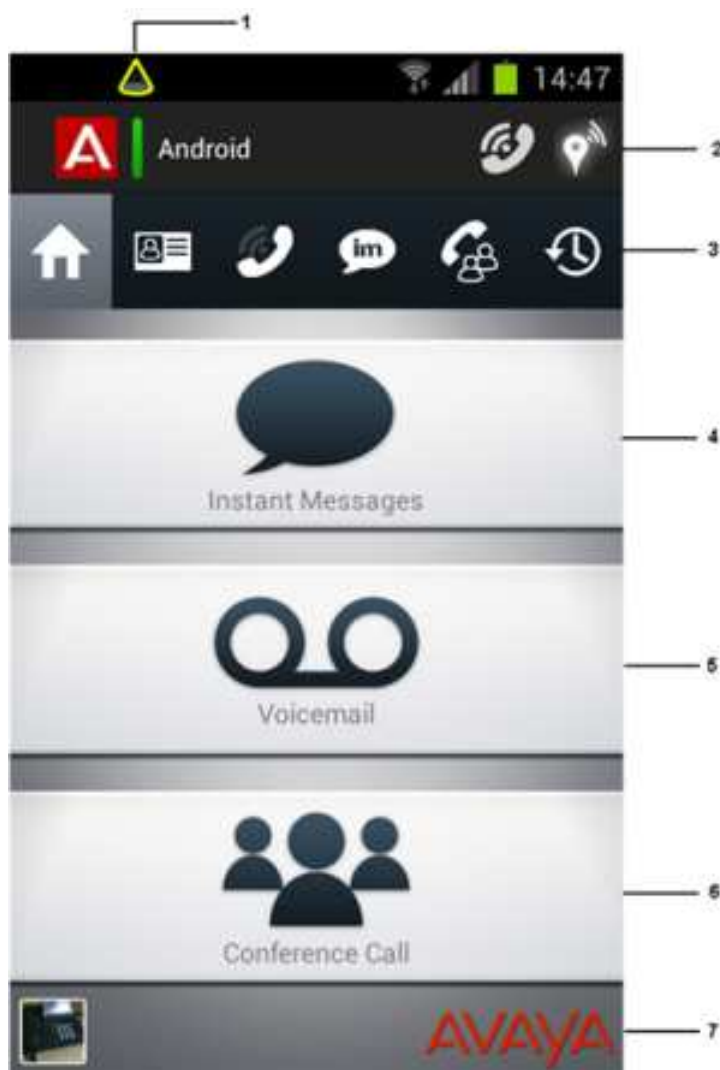 1
14:47
2
A Android
3
im
4
Instant Messages
5
Voicemail
6
Conference Call
7
AVAYA